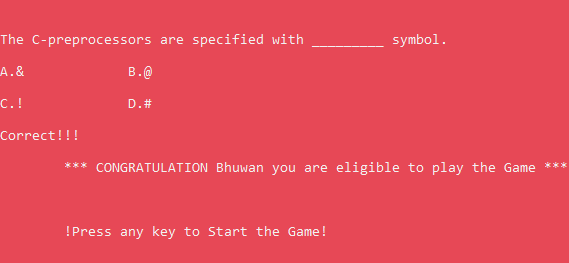 The C-preprocessors are specified with _________ symbol.
A.& B.@
C.! D.#
Correct!!!
*** CONGRATULATION Bhuwan you are eligible to play the Game ***
!Press any key to Start the Game!